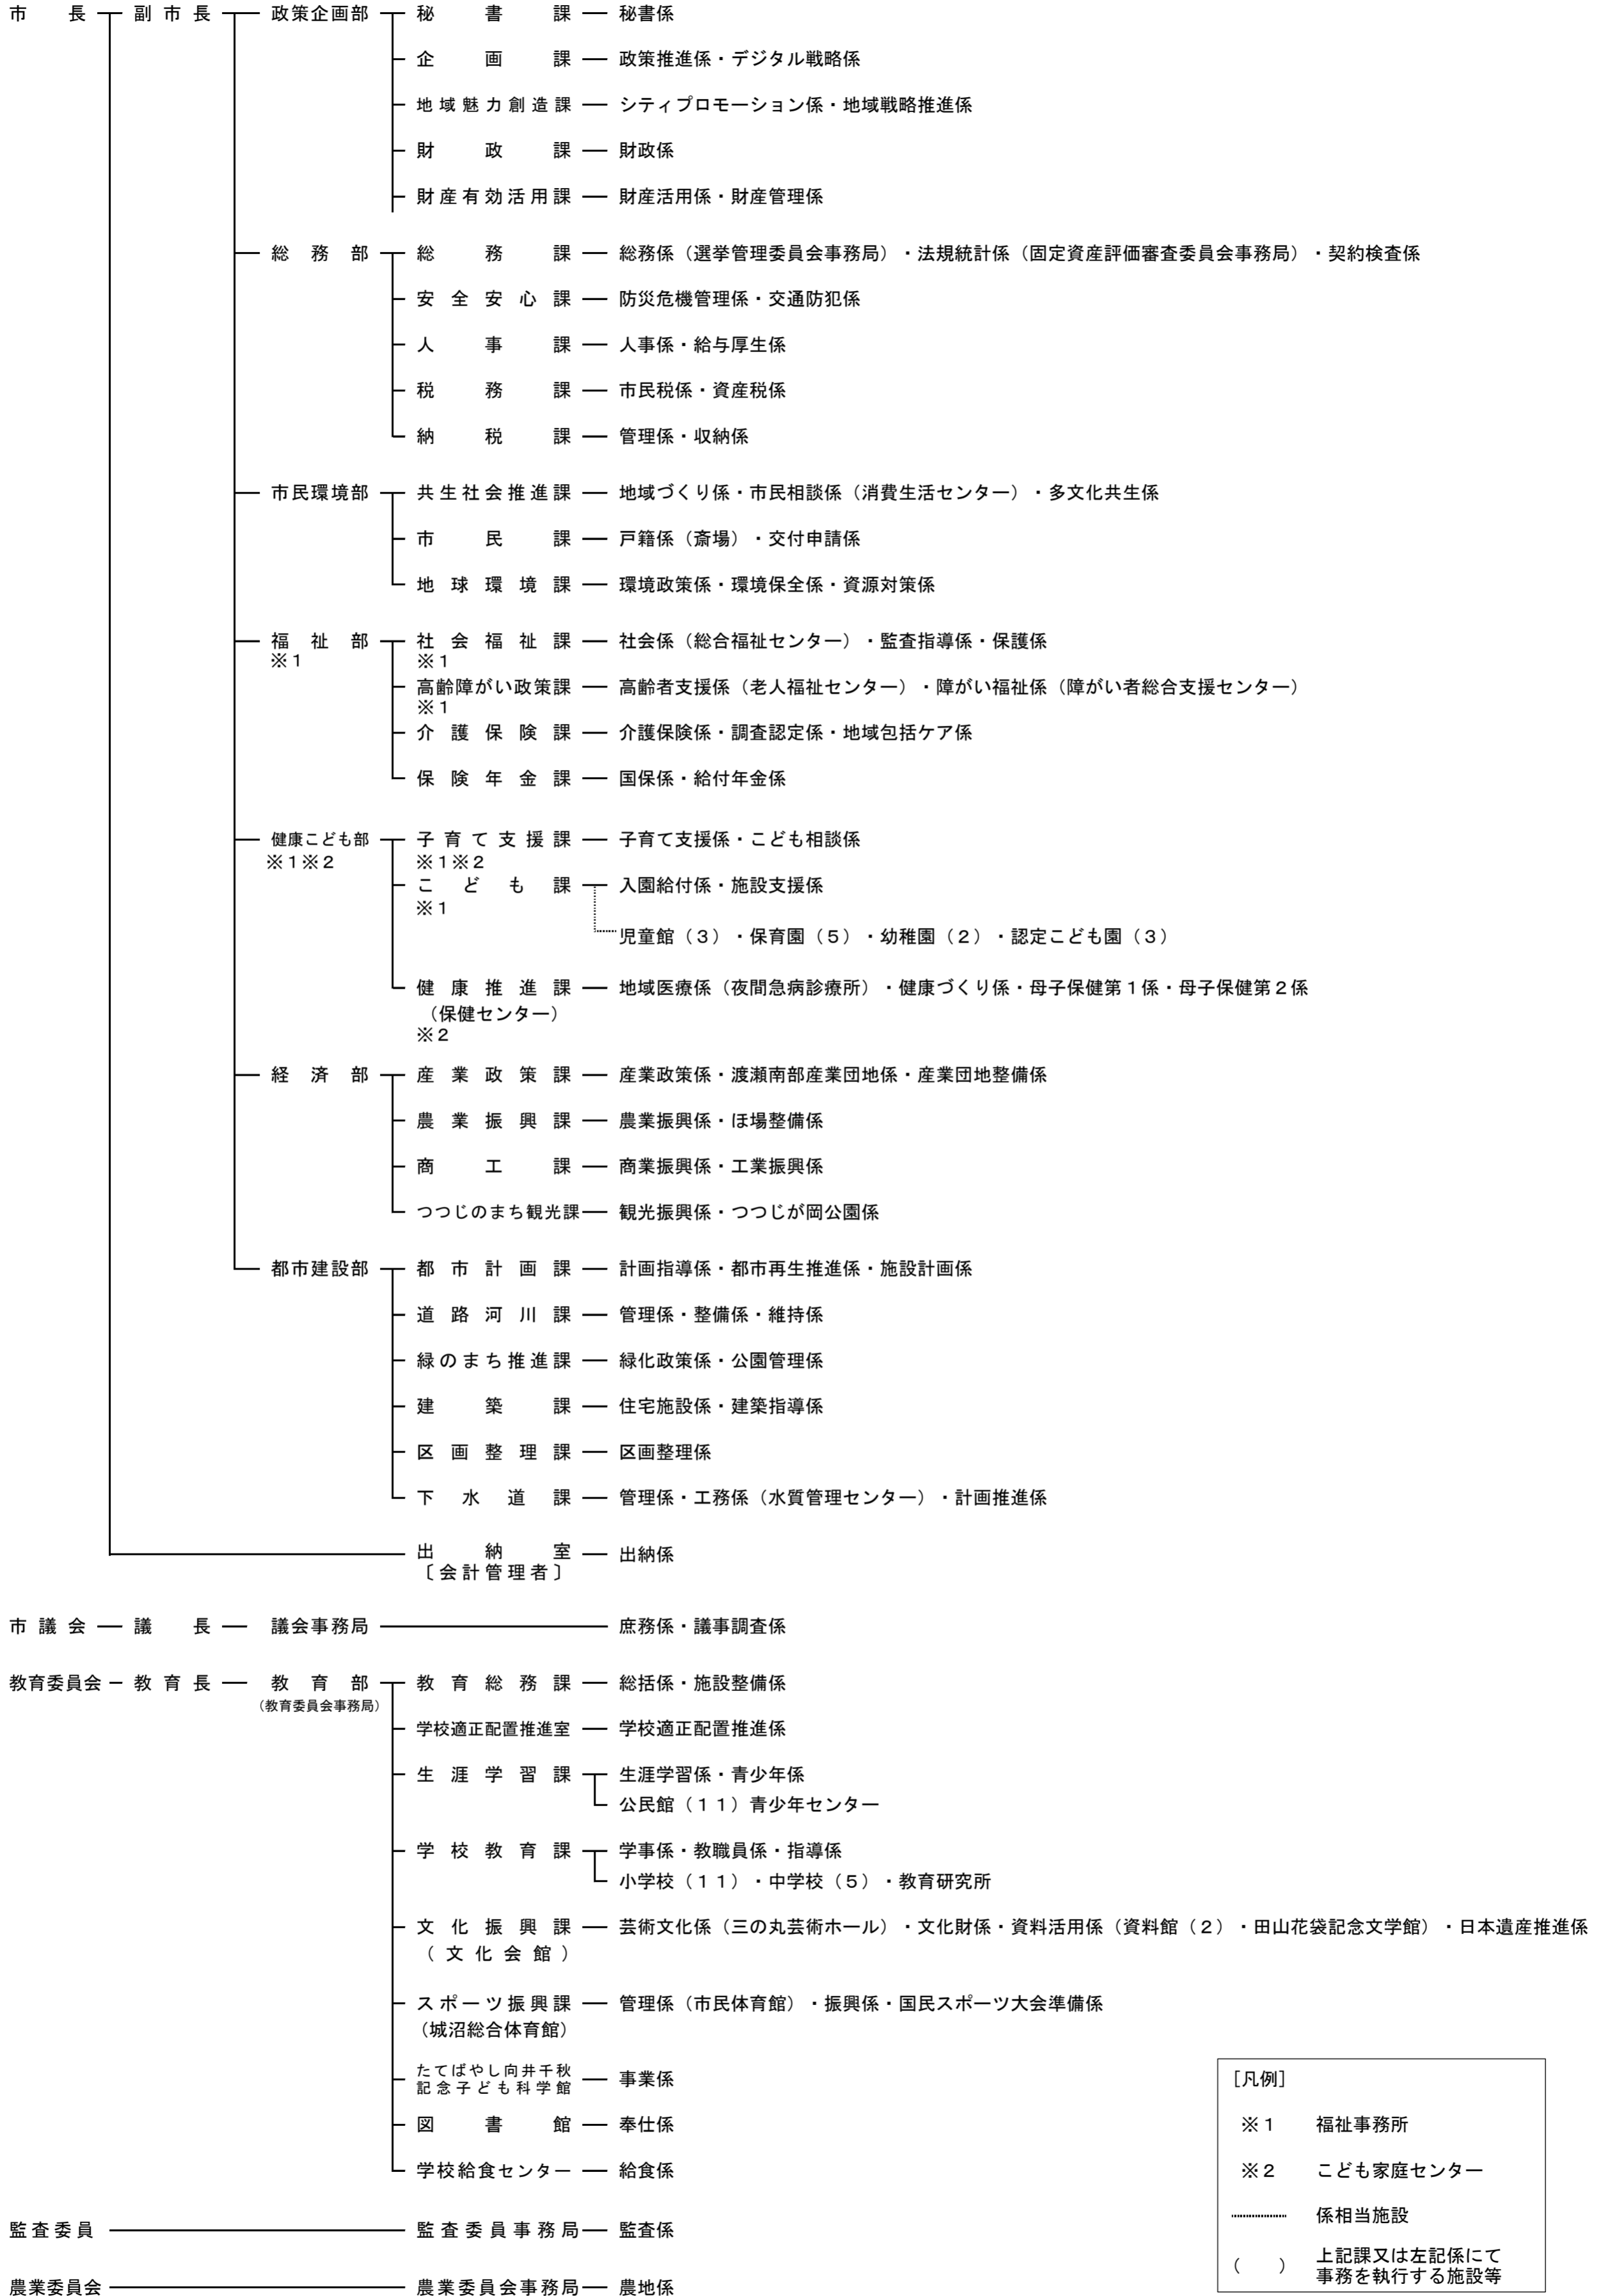 市長 副市長 政策企画部 秘書課 秘書係
企画課 政策推進係・デジタル戦略係
地域魅力創造課 シティプロモーション係・地域戦略推進係
財政課 財政係
財産有効活用課 財産活用係・財産管理係
総務部 総務課 総務係（選挙管理委員会事務局）・法規統計係（固定資産評価審査委員会事務局）・契約検査係
安全安心課 防災危機管理係・交通防犯係
人事課 人事係・給与厚生係
税務課 市民税係・資産税係
納税課 管理係・収納係
市民環境部 共生社会推進課 地域づくり係・市民相談係（消費生活センター）・多文化共生係
市民課 戸籍係（斎場）・交付申請係
地球環境課 環境政策係・環境保全係・資源対策係
福祉部 社会福祉課 社会係（総合福祉センター）・監査指導係・保護係
※１ ※１
高齢障がい政策課 高齢者支援係（老人福祉センター）・障がい福祉係（障がい者総合支援センター）
※１
介護保険課 介護保険係・調査認定係・地域包括ケア係
保険年金課 国保係・給付年金係
健康こども部 子育て支援課 子育て支援係・こども相談係
※１※２ ※１※２
こども課 入園給付係・施設支援係
※１
児童館（３）・保育園（５）・幼稚園（２）・認定こども園（３）
健康推進課 地域医療係（夜間急病診療所）・健康づくり係・母子保健第１係・母子保健第２係
（保健センター）
※２
経済部 産業政策課 産業政策係・渡瀬南部産業団地係・産業団地整備係
農業振興課 農業振興係・ほ場整備係
商工課 商業振興係・工業振興係
つつじのまち観光課 観光振興係・つつじが岡公園係
都市建設部 都市計画課 計画指導係・都市再生推進係・施設計画係
道路河川課 管理係・整備係・維持係
緑のまち推進課 緑化政策係・公園管理係
建築課 住宅施設係・建築指導係
区画整理課 区画整理係
下水道課 管理係・工務係（水質管理センター）・計画推進係
出納室 出納係
〔会計管理者〕
市議会 議長 議会事務局 庶務係・議事調査係
教育委員会 教育長 教育部 教育総務課 総括係・施設整備係
（教育委員会事務局）
学校適正配置推進室 学校適正配置推進係
生涯学習課 生涯学習係・青少年係
公民館（１１）青少年センター
学校教育課 学事係・教職員係・指導係
小学校（１１）・中学校（５）・教育研究所
文化振興課 芸術文化係（三の丸芸術ホール）・文化財係・資料活用係（資料館（２）・田山花袋記念文学館）・日本遺産推進係
（文化会館）
スポーツ振興課 管理係（市民体育館）・振興係・国民スポーツ大会準備係
（城沼総合体育館）
たてばやし向井千秋
記念子ども科学館 事業係
図書館 奉仕係
学校給食センター 給食係
監査委員 監査委員事務局 監査係
農業委員会 農業委員会事務局 農地係
［凡例］
※１ 福祉事務所
※２ こども家庭センター
係相当施設
（　） 上記課又は左記係にて
事務を執行する施設等